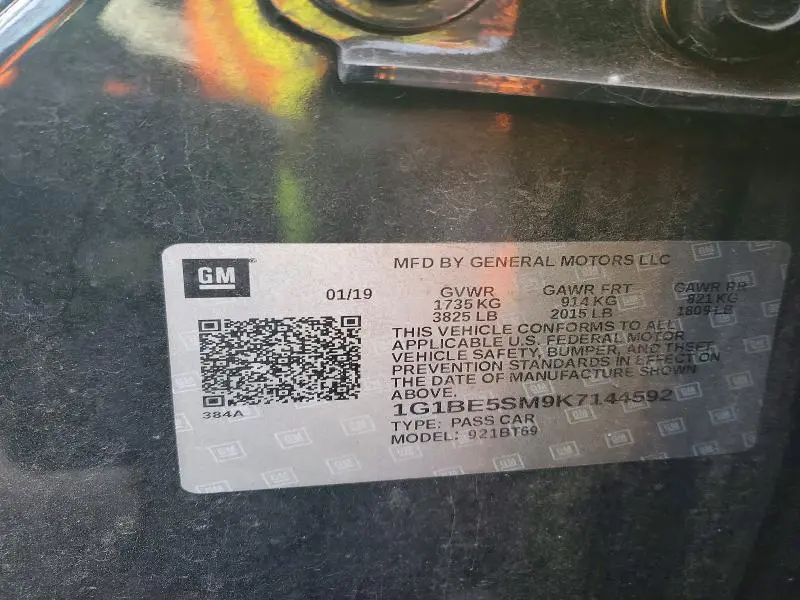 GM
MFD BY GENERAL MOTORS LLC
01/19
GVWR GAWR FRT GAWR RR
1735 KG 914 KG 821 KG
3825 LB 2015 LB 1809 LB
THIS VEHICLE CONFORMS TO ALL
APPLICABLE U.S. FEDERAL MOTOR
VEHICLE SAFETY, BUMPER, AND THEFT
PREVENTION STANDARDS IN EFFECT ON
THE DATE OF MANUFACTURE SHOWN
ABOVE.
384A
1G1BE5SM9K7144592
TYPE: PASS CAR
MODEL: 921BT69